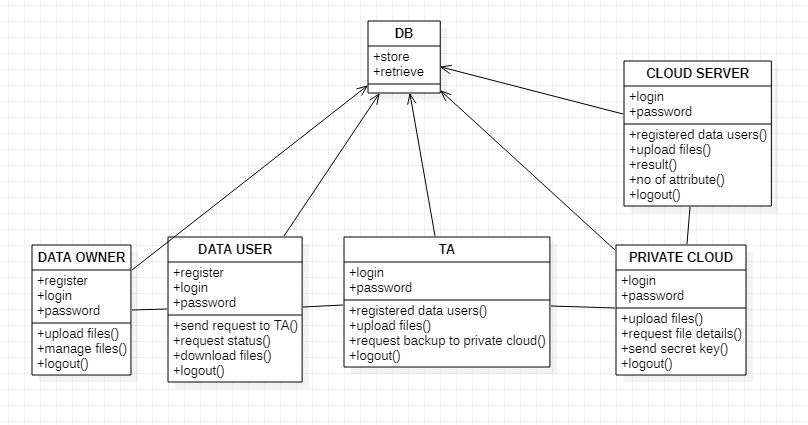 DB
+store
+retrieve
CLOUD SERVER
+login
+password
+registered data users()
+upload files()
+result()
+no of attribute()
+logout()
DATA OWNER
+register
+login
+password
+upload files()
+manage files()
+logout()
DATA USER
+register
+login
+password
+send request to TA()
+request status()
+download files()
+logout()
TA
+login
+password
+registered data users()
+upload files()
+request backup to private cloud()
+logout()
PRIVATE CLOUD
+login
+password
+upload files()
+request file details()
+send secret key()
+logout()